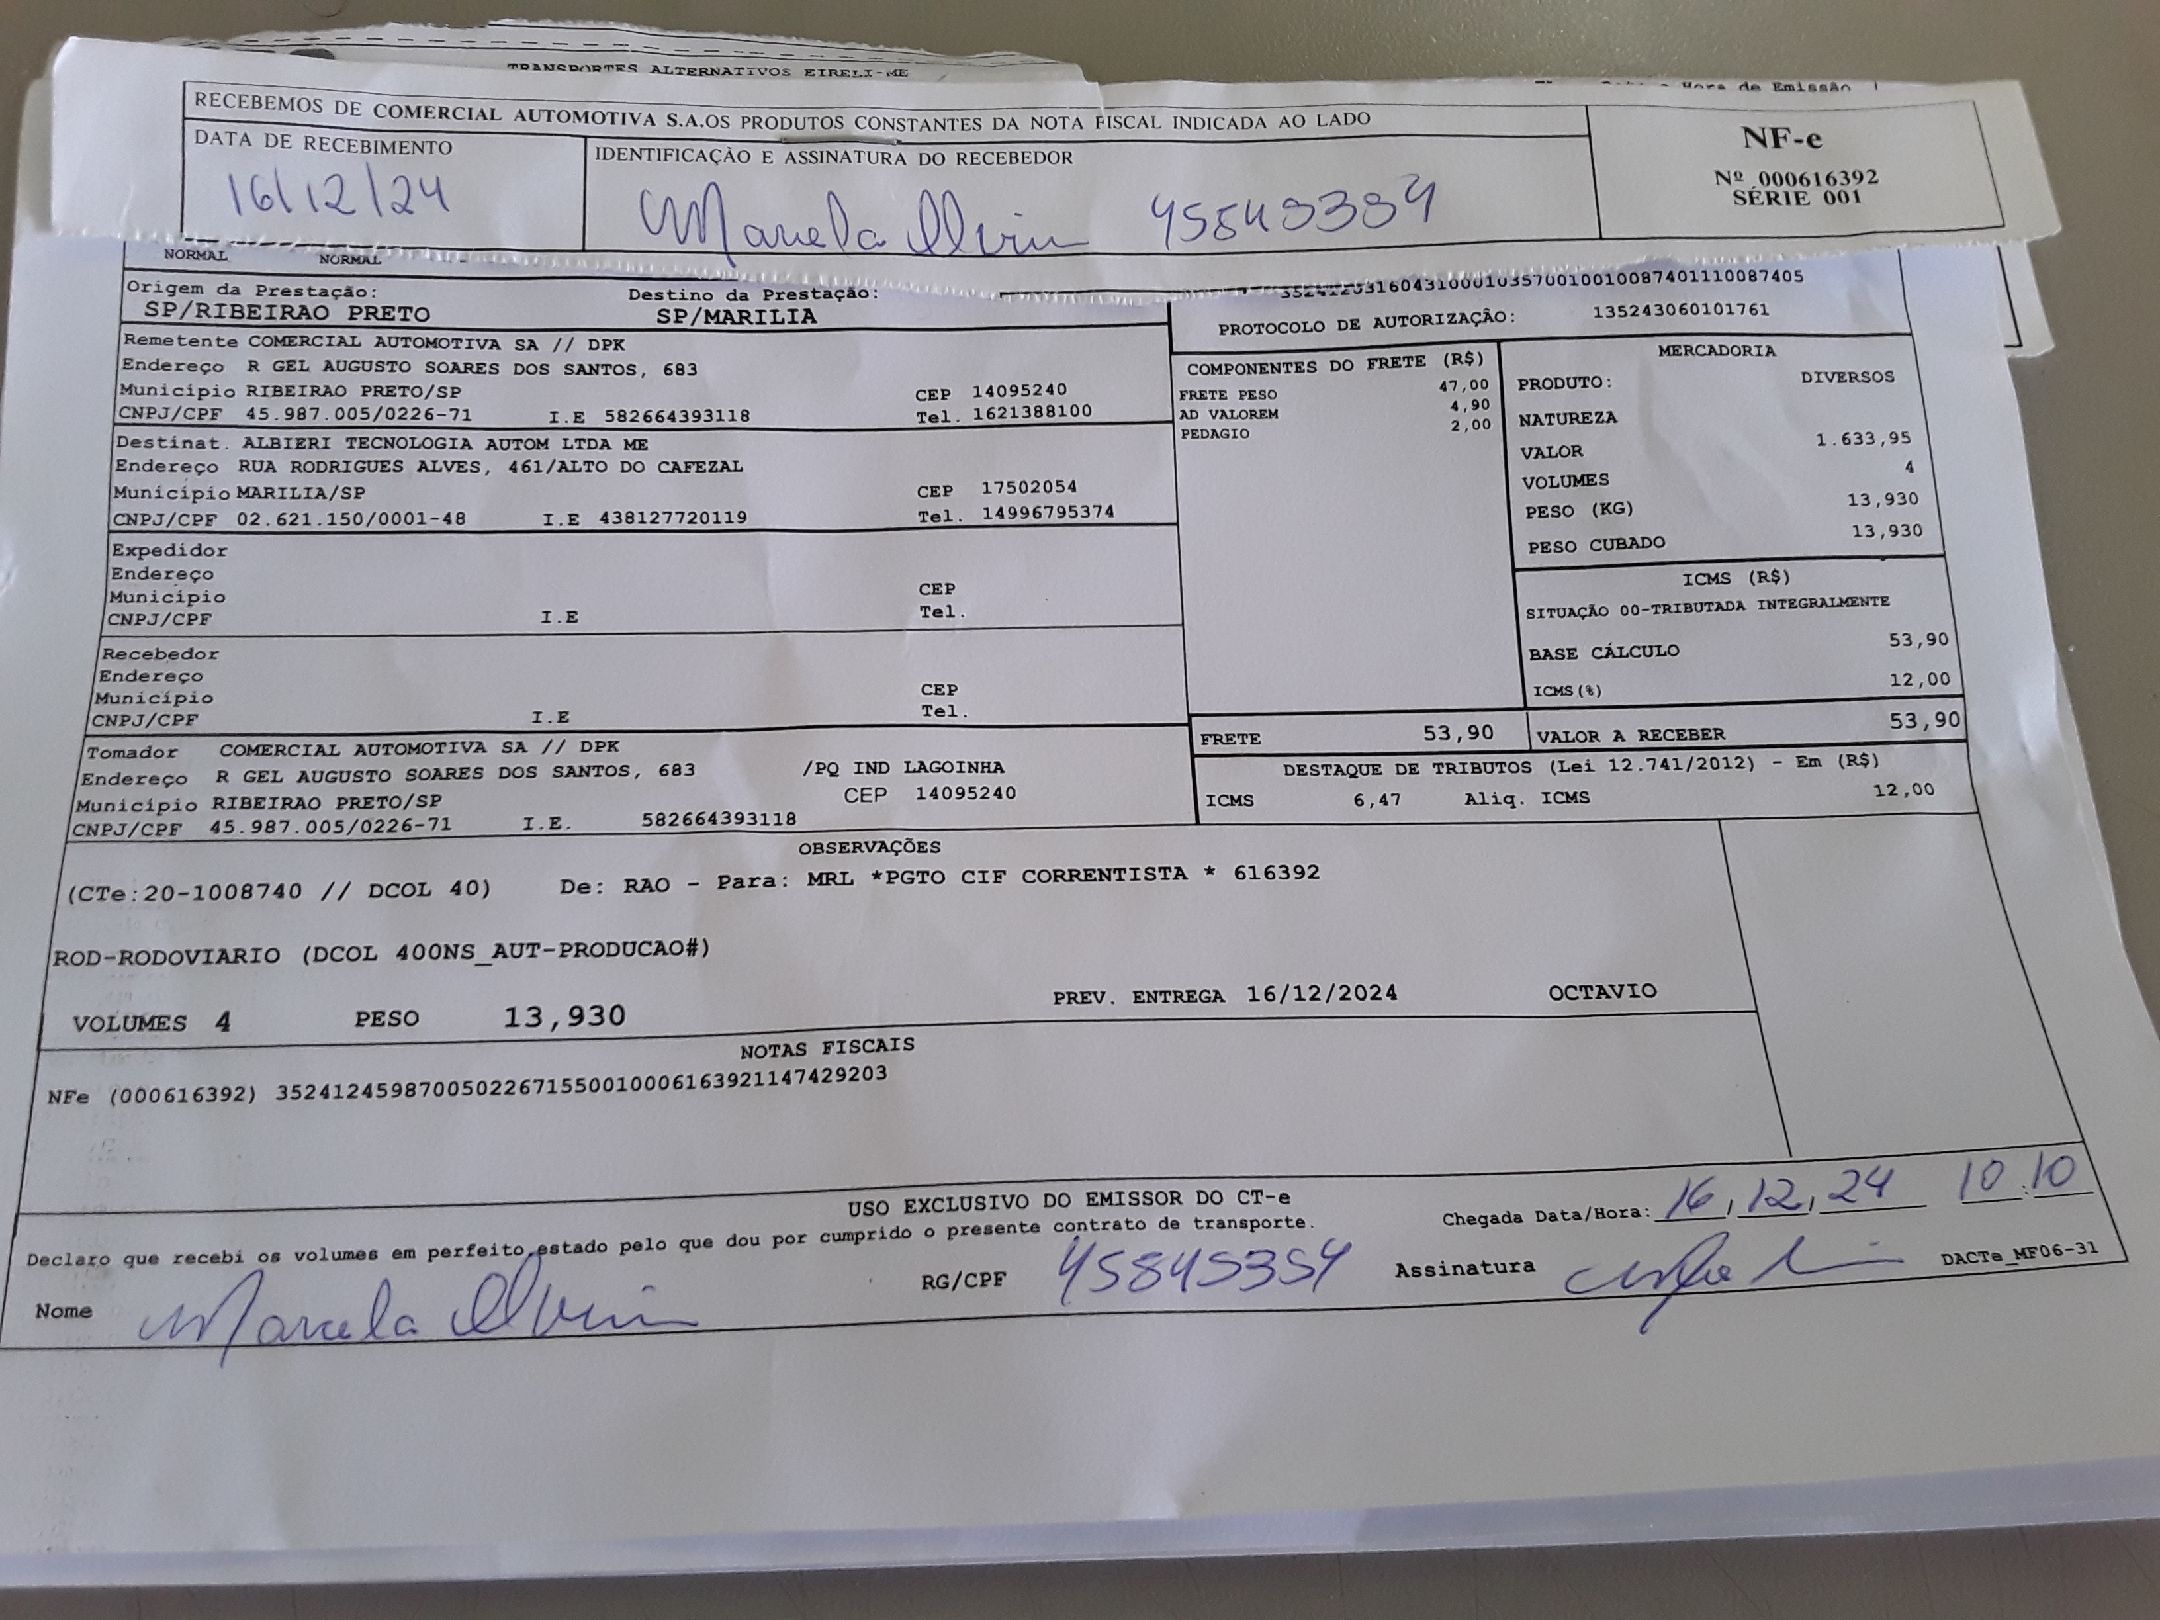 TRANSPORTES ALTERNATIVOS EIRELI-ME
Hora de Emissão
RECEBEMOS DE COMERCIAL AUTOMOTIVA S.A.OS PRODUTOS CONSTANTES DA NOTA FISCAL INDICADA AO LADO
DATA DE RECEBIMENTO
16/12/24
IDENTIFICAÇÃO E ASSINATURA DO RECEBEDOR
Marcela
NF-e
Nº 000616392
SÉRIE 001
NORMAL NORMAL
Origem da Prestação: Destino da Prestação:
SP/RIBEIRAO PRETO SP/MARILIA
PROTOCOLO DE AUTORIZAÇÃO: 135243060101761
Remetente COMERCIAL AUTOMOTIVA SA // DPK
Endereço R GEL AUGUSTO SOARES DOS SANTOS, 683
Município RIBEIRAO PRETO/SP CEP 14095240
CNPJ/CPF 45.987.005/0226-71 I.E 582664393118 Tel. 1621388100
Destinat. ALBIERI TECNOLOGIA AUTOM LTDA ME
Endereço RUA RODRIGUES ALVES, 461/ALTO DO CAFEZAL
Município MARILIA/SP CEP 17502054
CNPJ/CPF 02.621.150/0001-48 I.E 438127720119 Tel. 14996795374
Expedidor
Endereço
Município CEP
CNPJ/CPF I.E Tel.
Recebedor
Endereço
Município CEP
CNPJ/CPF I.E Tel.
Tomador COMERCIAL AUTOMOTIVA SA // DPK
Endereço R GEL AUGUSTO SOARES DOS SANTOS, 683 /PQ IND LAGOINHA
Município RIBEIRAO PRETO/SP CEP 14095240
CNPJ/CPF 45.987.005/0226-71 I.E. 582664393118
COMPONENTES DO FRETE (R$)
FRETE PESO 47,00
AD VALOREM 4,90
PEDAGIO 2,00
MERCADORIA
PRODUTO: DIVERSOS
NATUREZA
VALOR 1.633,95
VOLUMES 4
PESO (KG) 13,930
PESO CUBADO 13,930
ICMS (R$)
SITUAÇÃO 00-TRIBUTADA INTEGRALMENTE
BASE CÁLCULO 53,90
ICMS(%) 12,00
FRETE 53,90 VALOR A RECEBER 53,90
DESTAQUE DE TRIBUTOS (Lei 12.741/2012) - Em (R$)
ICMS 6,47 Aliq. ICMS 12,00
OBSERVAÇÕES
(CTe:20-1008740 // DCOL 40) De: RAO - Para: MRL *PGTO CIF CORRENTISTA * 616392
ROD-RODOVIARIO (DCOL 400NS_AUT-PRODUCAO#)
VOLUMES 4 PESO 13,930 PREV. ENTREGA 16/12/2024 OCTAVIO
NOTAS FISCAIS
NFe (000616392) 35241245987005022671550010006163921147429203
USO EXCLUSIVO DO EMISSOR DO CT-e
Declaro que recebi os volumes em perfeito estado pelo que dou por cumprido o presente contrato de transporte.
Chegada Data/Hora: 16/12/24 10:10
Nome Marcela RG/CPF Assinatura DACTe_MF06-31